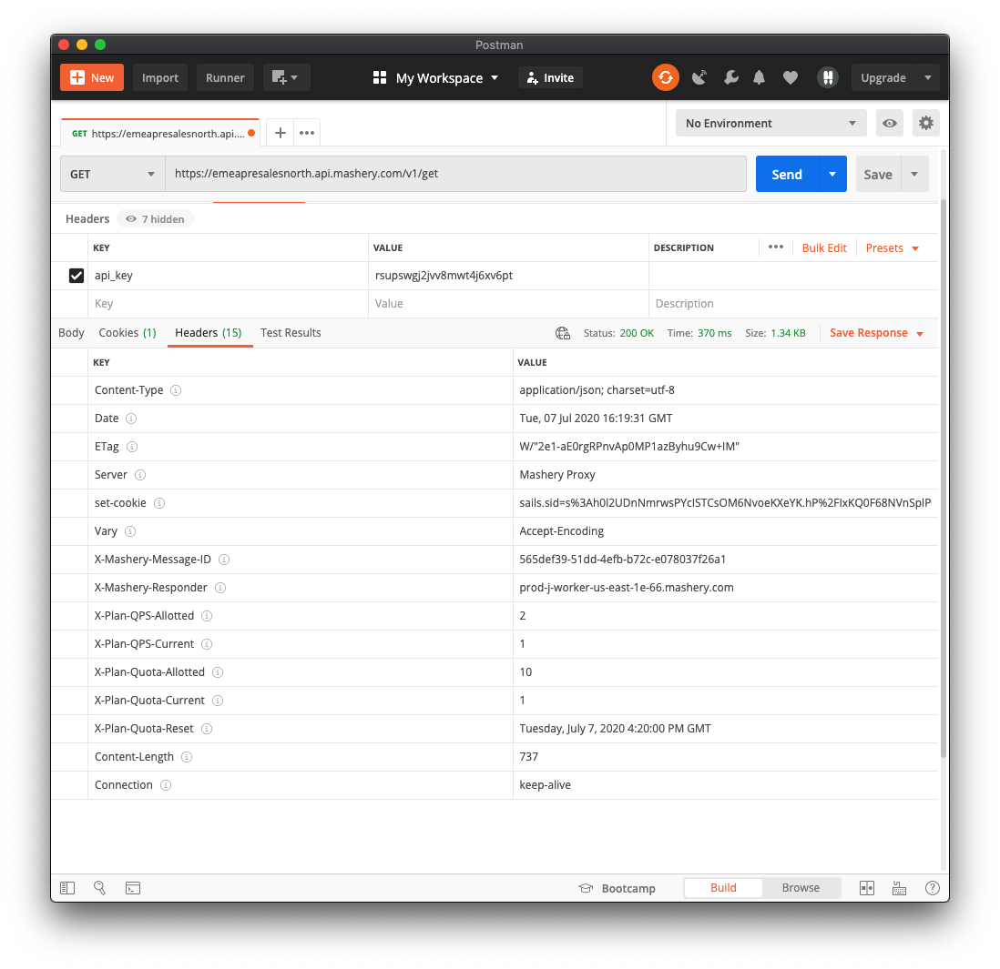 Postman
New Import Runner My Workspace Invite Upgrade
GET https://emeapresalesnorth.api.... + ••• No Environment
GET https://emeapresalesnorth.api.mashery.com/v1/get Send Save
Headers 7 hidden
KEY VALUE DESCRIPTION ••• Bulk Edit Presets
api_key rsupswgj2jvv8mwt4j6xv6pt
Key Value Description
Body Cookies (1) Headers (15) Test Results Status: 200 OK Time: 370 ms Size: 1.34 KB Save Response
KEY VALUE
Content-Type application/json; charset=utf-8
Date Tue, 07 Jul 2020 16:19:31 GMT
ETag W/"2e1-aE0rgRPnvAp0MP1azByhu9Cw+IM"
Server Mashery Proxy
set-cookie sails.sid=s%3Ah0l2UDnNmrwsPYcISTCsOM6NvoeKXeYK.hP%2FIxKQ0F68NVnSplP
Vary Accept-Encoding
X-Mashery-Message-ID 565def39-51dd-4efb-b72c-e078037f26a1
X-Mashery-Responder prod-j-worker-us-east-1e-66.mashery.com
X-Plan-QPS-Allotted 2
X-Plan-QPS-Current 1
X-Plan-Quota-Allotted 10
X-Plan-Quota-Current 1
X-Plan-Quota-Reset Tuesday, July 7, 2020 4:20:00 PM GMT
Content-Length 737
Connection keep-alive
Bootcamp Build Browse